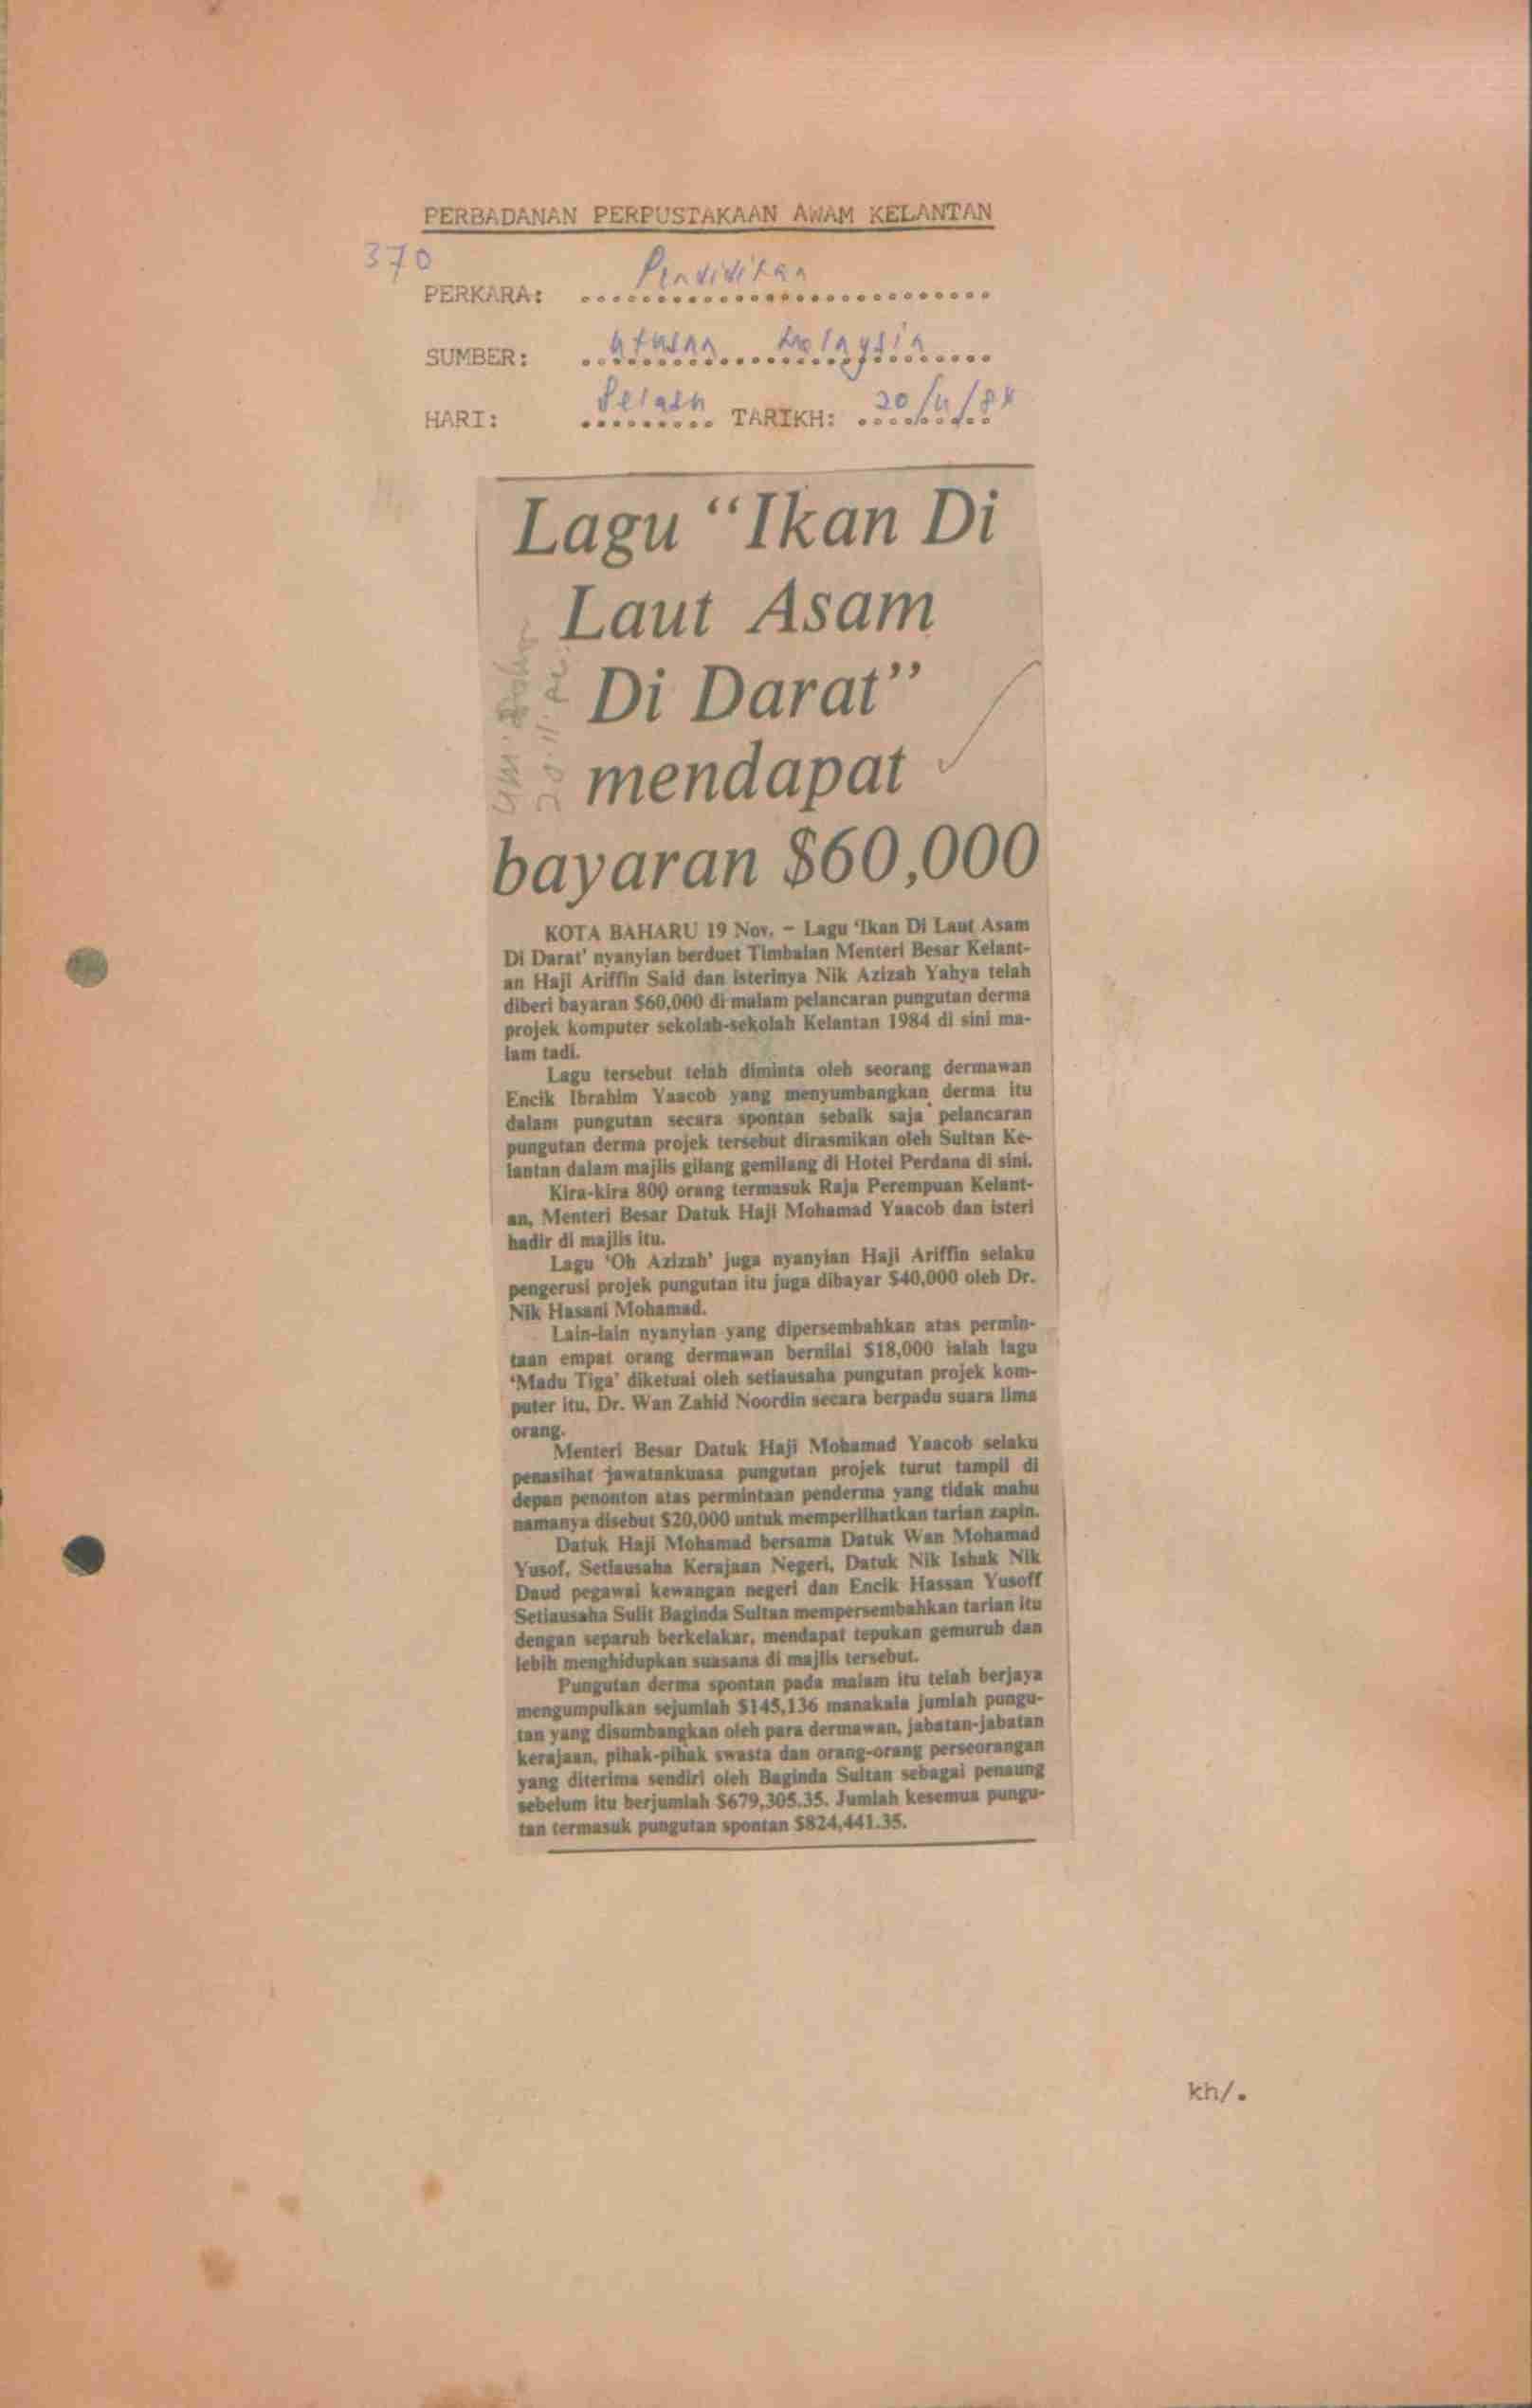 PERBADANAN PERPUSTAKAAN AWAM KELANTAN
370
PERKARA: Pendidikan
SUMBER: Utusan Malaysia
HARI: Selasa TARIKH: 20/11/84
Lagu “Ikan Di
Laut Asam
Di Darat”
mendapat
bayaran $60,000
20.11.84.
KOTA BAHARU 19 Nov. – Lagu ‘Ikan Di Laut Asam
Di Darat’ nyanyian berduet Timbalan Menteri Besar Kelant-
an Haji Ariffin Said dan isterinya Nik Azizah Yahya telah
diberi bayaran $60,000 di malam pelancaran pungutan derma
projek komputer sekolah-sekolah Kelantan 1984 di sini ma-
lam tadi.
Lagu tersebut telah diminta oleh seorang dermawan
Encik Ibrahim Yaacob yang menyumbangkan derma itu
dalam pungutan secara spontan sebaik saja pelancaran
pungutan derma projek tersebut dirasmikan oleh Sultan Ke-
lantan dalam majlis gilang gemilang di Hotel Perdana di sini.
Kira-kira 800 orang termasuk Raja Perempuan Kelant-
an, Menteri Besar Datuk Haji Mohamad Yaacob dan isteri
hadir di majlis itu.
Lagu ‘Oh Azizah’ juga nyanyian Haji Ariffin selaku
pengerusi projek pungutan itu juga dibayar $40,000 oleh Dr.
Nik Hasani Mohamad.
Lain-lain nyanyian yang dipersembahkan atas permin-
taan empat orang dermawan bernilai $18,000 ialah lagu
‘Madu Tiga’ diketuai oleh setiausaha pungutan projek kom-
puter itu, Dr. Wan Zahid Noordin secara berpadu suara lima
orang.
Menteri Besar Datuk Haji Mohamad Yaacob selaku
penasihat jawatankuasa pungutan projek turut tampil di
depan penonton atas permintaan penderma yang tidak mahu
namanya disebut $20,000 untuk memperlihatkan tarian zapin.
Datuk Haji Mohamad bersama Datuk Wan Mohamad
Yusof, Setiausaha Kerajaan Negeri, Datuk Nik Ishak Nik
Daud pegawai kewangan negeri dan Encik Hassan Yusoff
Setiausaha Sulit Baginda Sultan mempersembahkan tarian itu
dengan separuh berkelakar, mendapat tepukan gemuruh dan
lebih menghidupkan suasana di majlis tersebut.
Pungutan derma spontan pada malam itu telah berjaya
mengumpulkan sejumlah $145,136 manakala jumlah pungu-
tan yang disumbangkan oleh para dermawan, jabatan-jabatan
kerajaan, pihak-pihak swasta dan orang-orang perseorangan
yang diterima sendiri oleh Baginda Sultan sebagai penaung
sebelum itu berjumlah $679,305.35. Jumlah kesemua pungu-
tan termasuk pungutan spontan $824,441.35.
kh/.